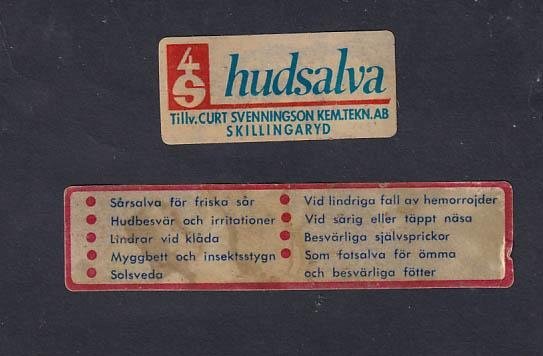 4
S
hudsalva
Tillv. CURT SVENNINGSON KEM.TEKN.AB
SKILLINGARYD
Sårsalva för friska sår
Hudbesvär och irritationer
Lindrar vid klåda
Myggbett och insektsstygn
Solsveda
Vid lindriga fall av hemorrojder
Vid sårig eller täppt näsa
Besvärliga självsprickor
Som fotsalva för ömma
och besvärliga fötter